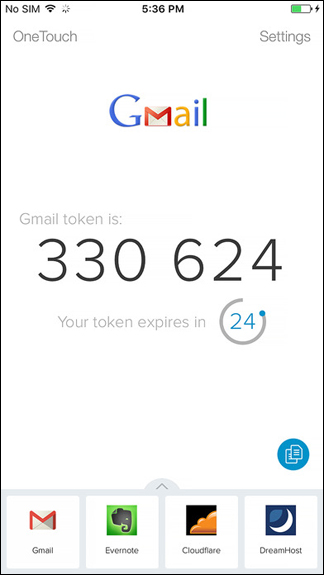 No SIM 5:36 PM
OneTouch Settings
Gmail
Gmail token is:
330 624
Your token expires in 24
Gmail Evernote Cloudflare DreamHost